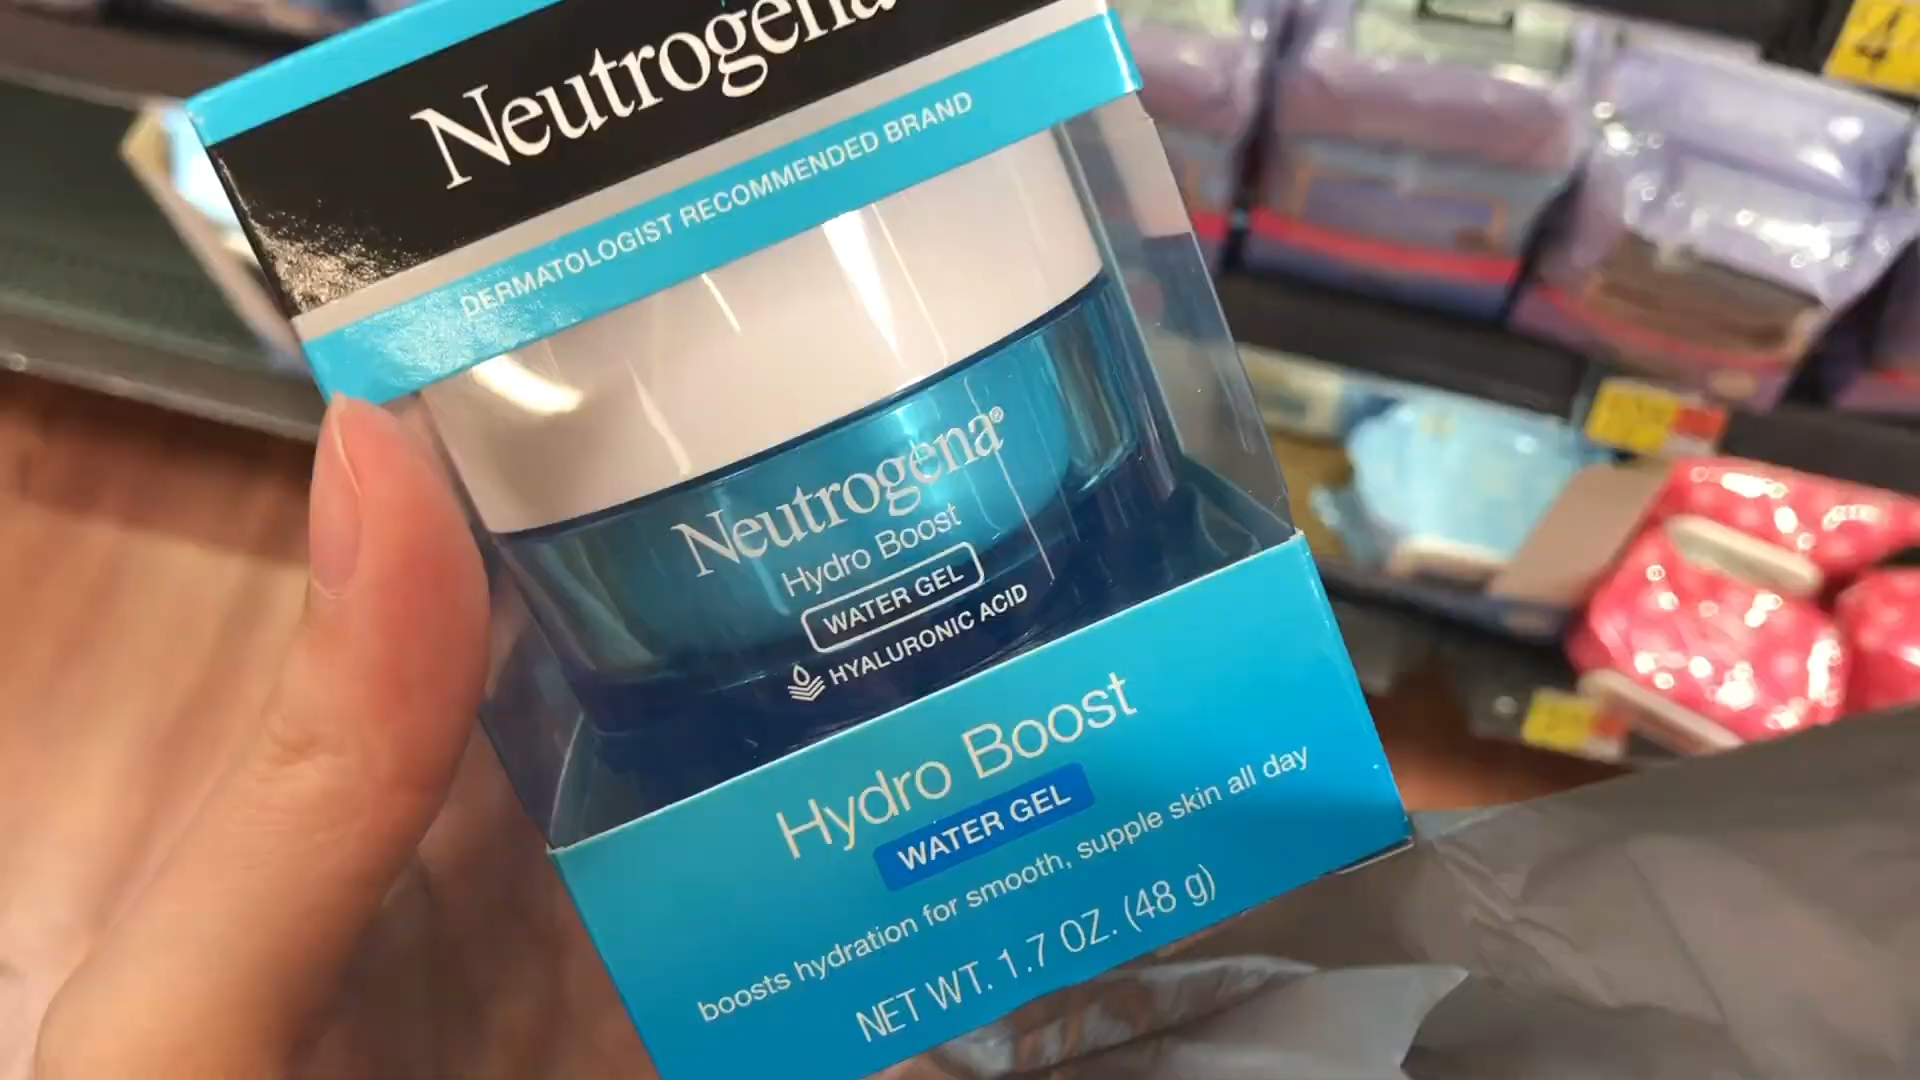 Neutrogena
DERMATOLOGIST RECOMMENDED BRAND
Neutrogena®
Hydro Boost
WATER GEL
HYALURONIC ACID
Hydro Boost
WATER GEL
boosts hydration for smooth, supple skin all day
NET WT. 1.7 OZ. (48 g)
4